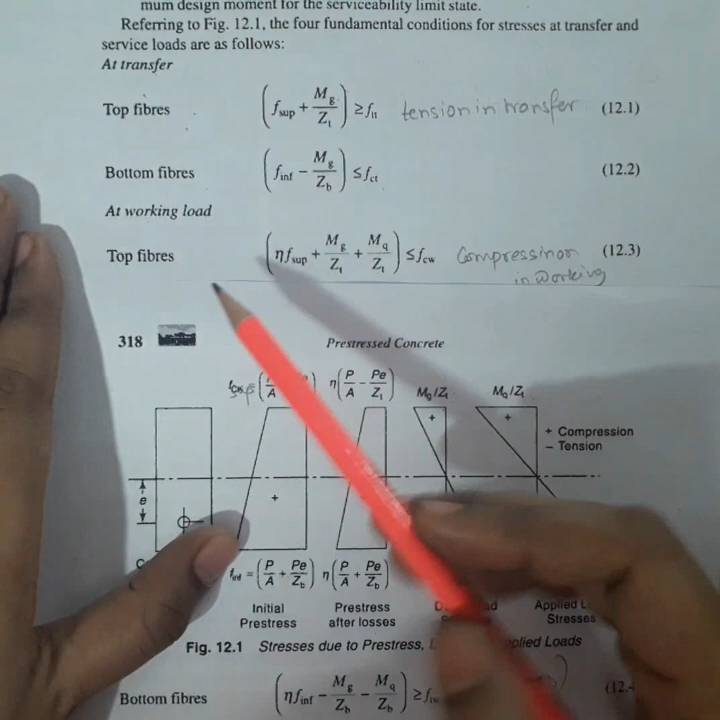 mum design moment for the serviceability limit state.
Referring to Fig. 12.1, the four fundamental conditions for stresses at transfer and
service loads are as follows:
At transfer
Top fibres (f_sup + M_g/Z_t) ≥ f_tt tension in transfer (12.1)
Bottom fibres (f_inf − M_g/Z_b) ≤ f_ct (12.2)
At working load
Top fibres (ηf_sup + M_g/Z_t + M_q/Z_t) ≤ f_cw Compressinon (12.3)
in working
318 Prestressed Concrete
η(P/A − Pe/Z_t) M_g/Z_t M_q/Z_t
+ + + Compression
− Tension
e +
f_inf = (P/A + Pe/Z_b) η(P/A + Pe/Z_b)
Initial Prestress Applied
Prestress after losses Stresses
Fig. 12.1 Stresses due to Prestress, Loads
Bottom fibres (ηf_inf − M_g/Z_b − M_q/Z_b) ≥ (12.